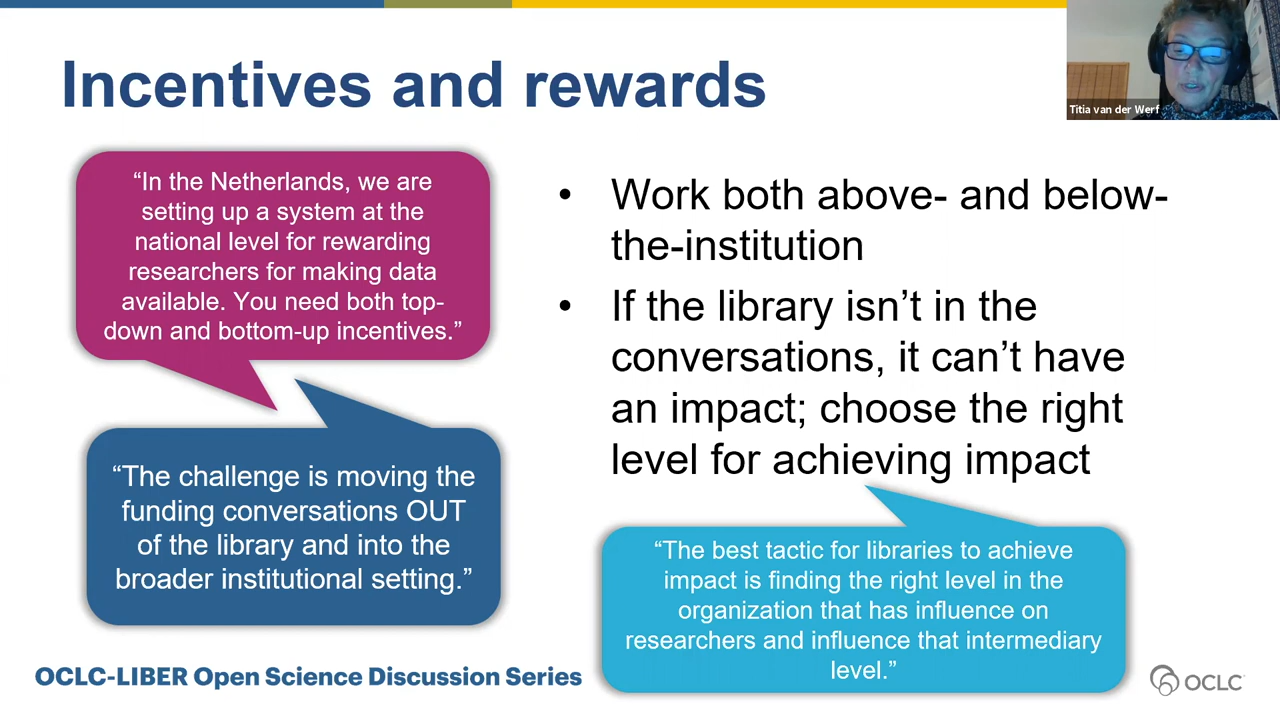 Incentives and rewards
Titia van der Werf
“In the Netherlands, we are
setting up a system at the
national level for rewarding
researchers for making data
available. You need both top-
down and bottom-up incentives.”
“The challenge is moving the
funding conversations OUT
of the library and into the
broader institutional setting.”
• Work both above- and below-
the-institution
• If the library isn’t in the
conversations, it can’t have
an impact; choose the right
level for achieving impact
“The best tactic for libraries to achieve
impact is finding the right level in the
organization that has influence on
researchers and influence that intermediary
level.”
OCLC-LIBER Open Science Discussion Series
OCLC